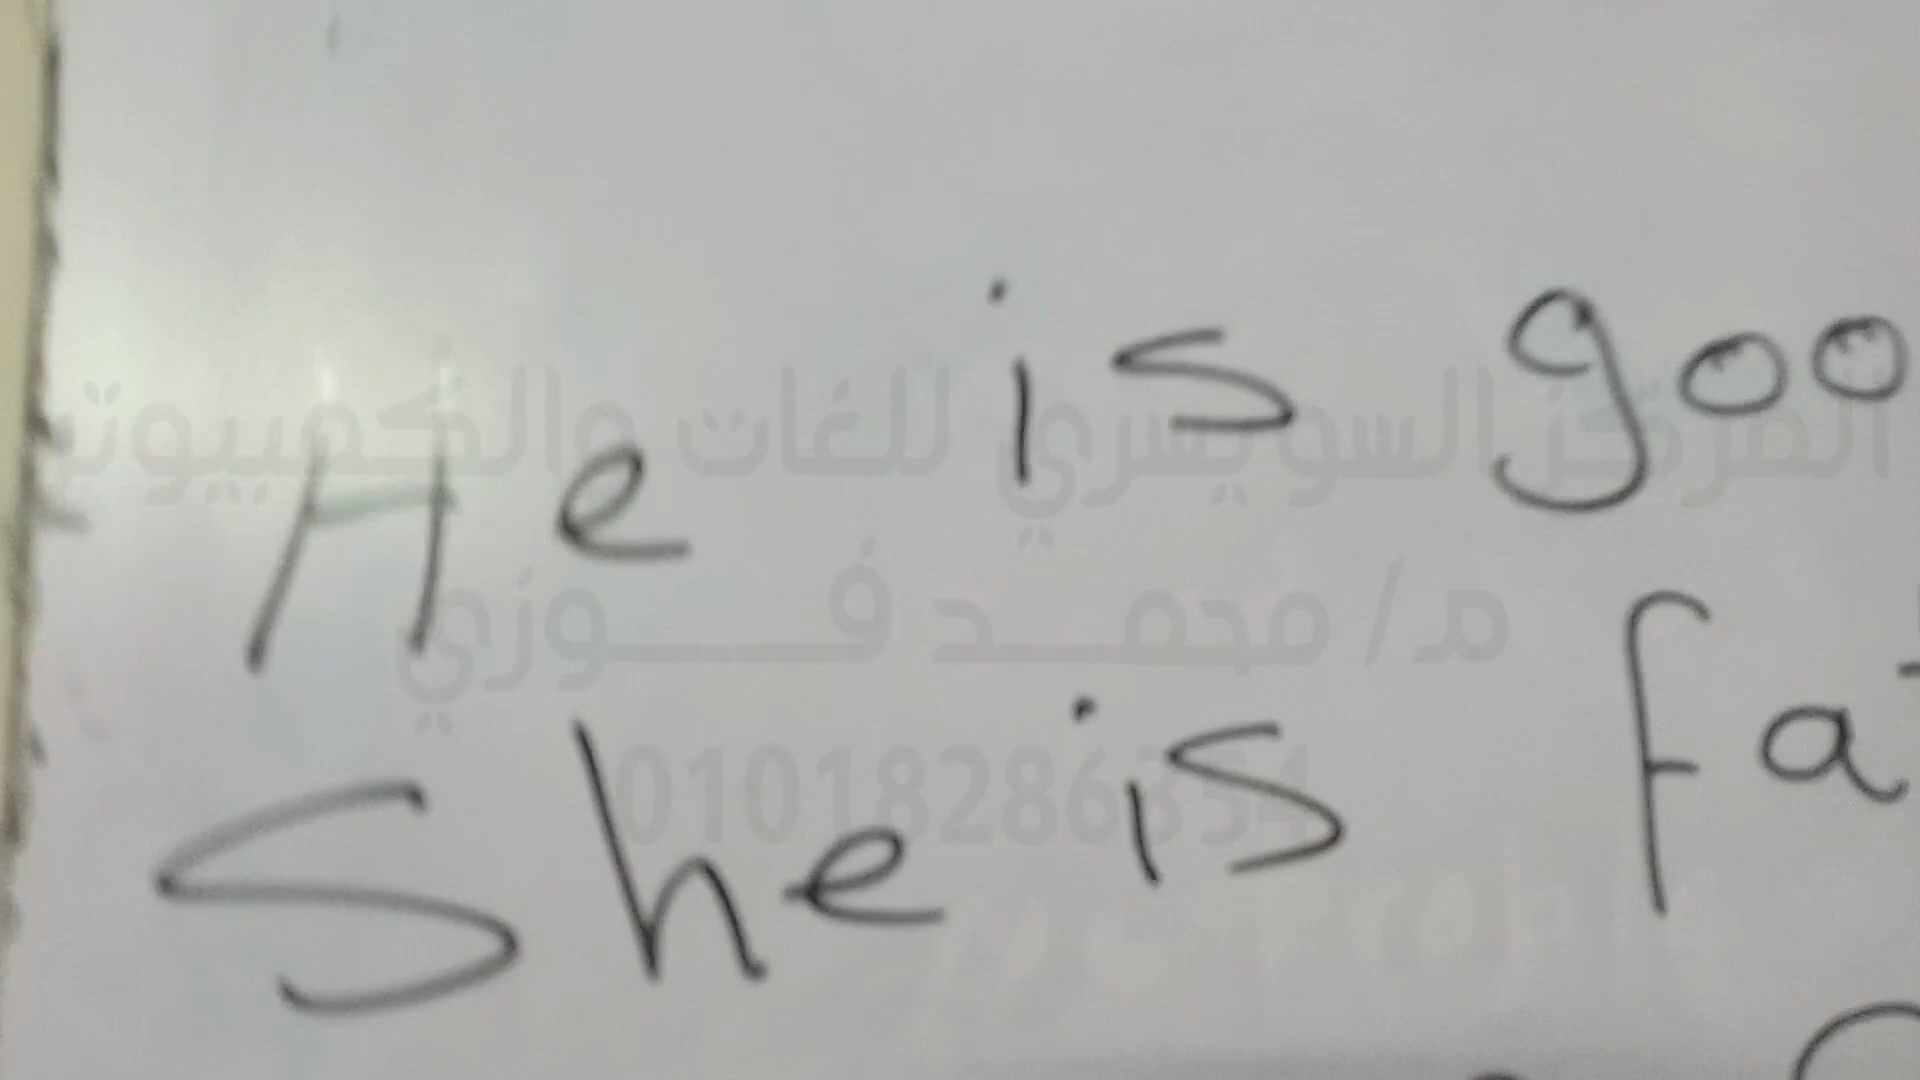 He is goo
المركز السويسري للغات والكمبيوتر
م/ محمد فوزي
She is fa